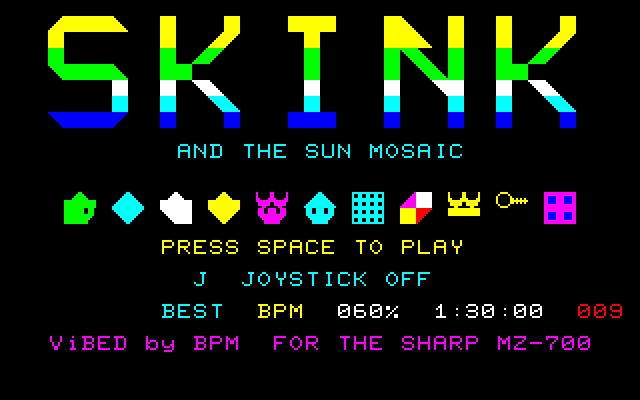 SKINK
AND THE SUN MOSAIC
PRESS SPACE TO PLAY
J JOYSTICK OFF
BEST BPM 060% 1:30:00 009
ViBED by BPM FOR THE SHARP MZ-700